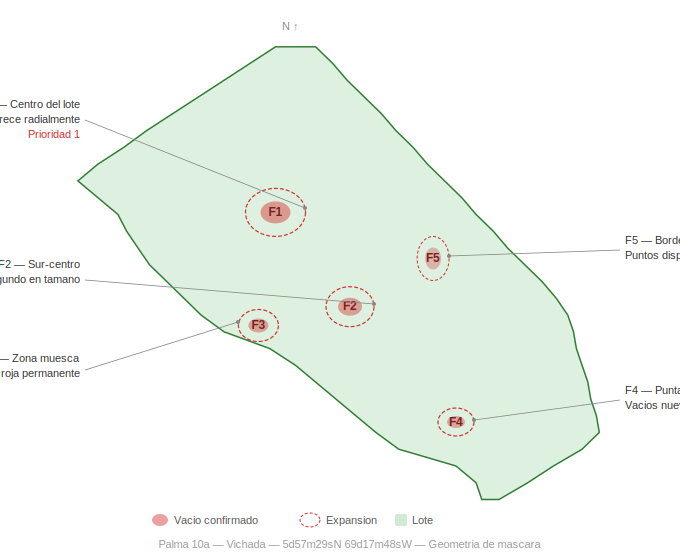 N ↑
— Centro del lote
rece radialmente
Prioridad 1
F1
F5 — Borde
Puntos disp
F5
F2 — Sur-centro
gundo en tamano
F2
F3
— Zona muesca
roja permanente
F4 — Punta
Vacios nuev
F4
Vacio confirmado
Expansion
Lote
Palma 10a — Vichada — 5d57m29sN 69d17m48sW — Geometria de mascara